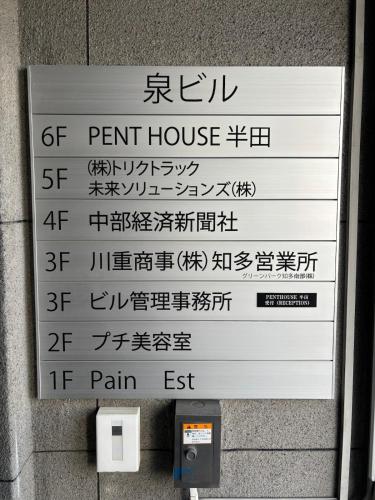 泉ビル
6F PENT HOUSE 半田
5F (株)トリクトラック
未来ソリューションズ(株)
4F 中部経済新聞社
3F 川重商事(株)知多営業所
グリーンパーク知多南部(株)
3F ビル管理事務所
PENTHOUSE 半田
受付 (RECEPTION)
2F プチ美容室
1F Pain Est